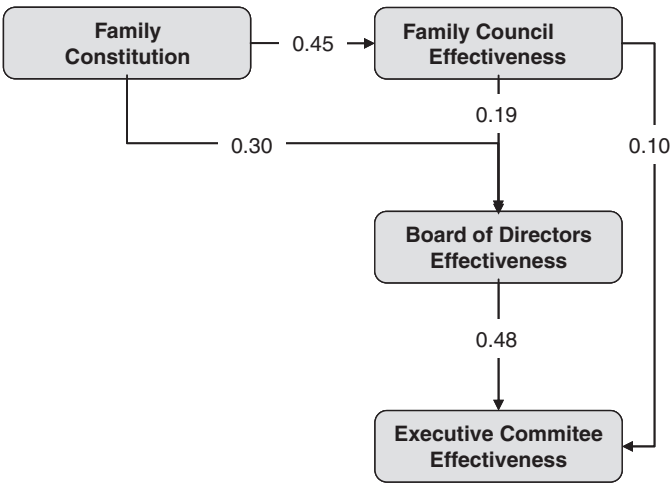 Family
Constitution
0.45
Family Council
Effectiveness
0.19
0.30
0.10
Board of Directors
Effectiveness
0.48
Executive Commitee
Effectiveness